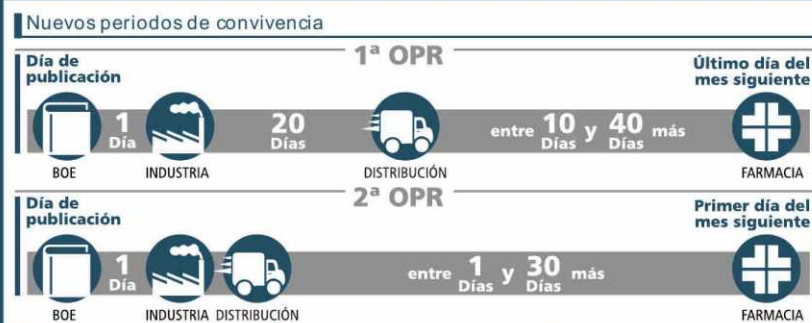 Nuevos periodos de convivencia
1ª OPR
Día de
publicación
Último día del
mes siguiente
1
Día
20
Días
entre 10 y 40 más
Días Días
BOE INDUSTRIA DISTRIBUCIÓN FARMACIA
2ª OPR
Día de
publicación
Primer día del
mes siguiente
1
Día
entre 1 y 30 más
Días Días
BOE INDUSTRIA DISTRIBUCIÓN FARMACIA